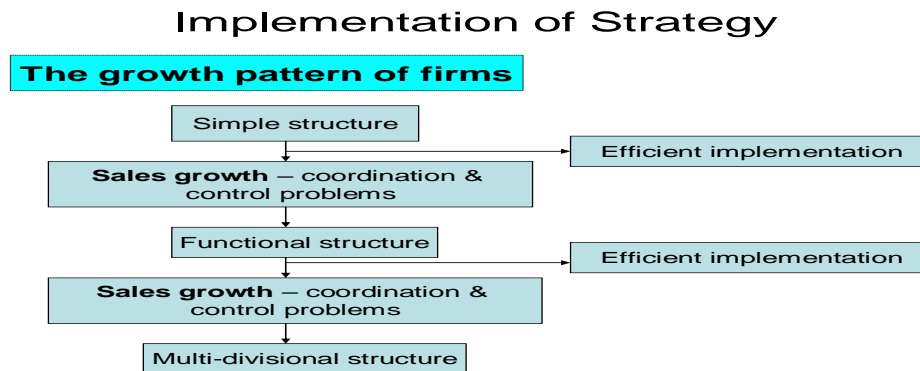 Implementation of Strategy
The growth pattern of firms
Simple structure
Efficient implementation
Sales growth – coordination &
control problems
Functional structure
Efficient implementation
Sales growth – coordination &
control problems
Multi-divisional structure